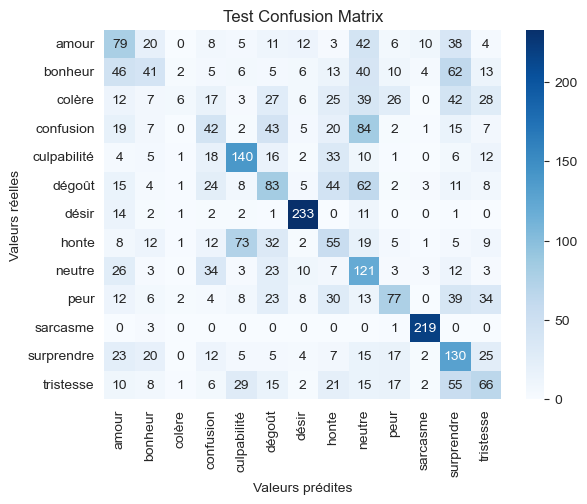 Test Confusion Matrix
Valeurs réelles
amour 79 20 0 8 5 11 12 3 42 6 10 38 4
bonheur 46 41 2 5 6 5 6 13 40 10 4 62 13
colère 12 7 6 17 3 27 6 25 39 26 0 42 28
confusion 19 7 0 42 2 43 5 20 84 2 1 15 7
culpabilité 4 5 1 18 140 16 2 33 10 1 0 6 12
dégoût 15 4 1 24 8 83 5 44 62 2 3 11 8
désir 14 2 1 2 2 1 233 0 11 0 0 1 0
honte 8 12 1 12 73 32 2 55 19 5 1 5 9
neutre 26 3 0 34 3 23 10 7 121 3 3 12 3
peur 12 6 2 4 8 23 8 30 13 77 0 39 34
sarcasme 0 3 0 0 0 0 0 0 0 1 219 0 0
surprendre 23 20 0 12 5 5 4 7 15 17 2 130 25
tristesse 10 8 1 6 29 15 2 21 15 17 2 55 66
amour bonheur colère confusion culpabilité dégoût désir honte neutre peur sarcasme surprendre tristesse
Valeurs prédites
200
150
100
50
0